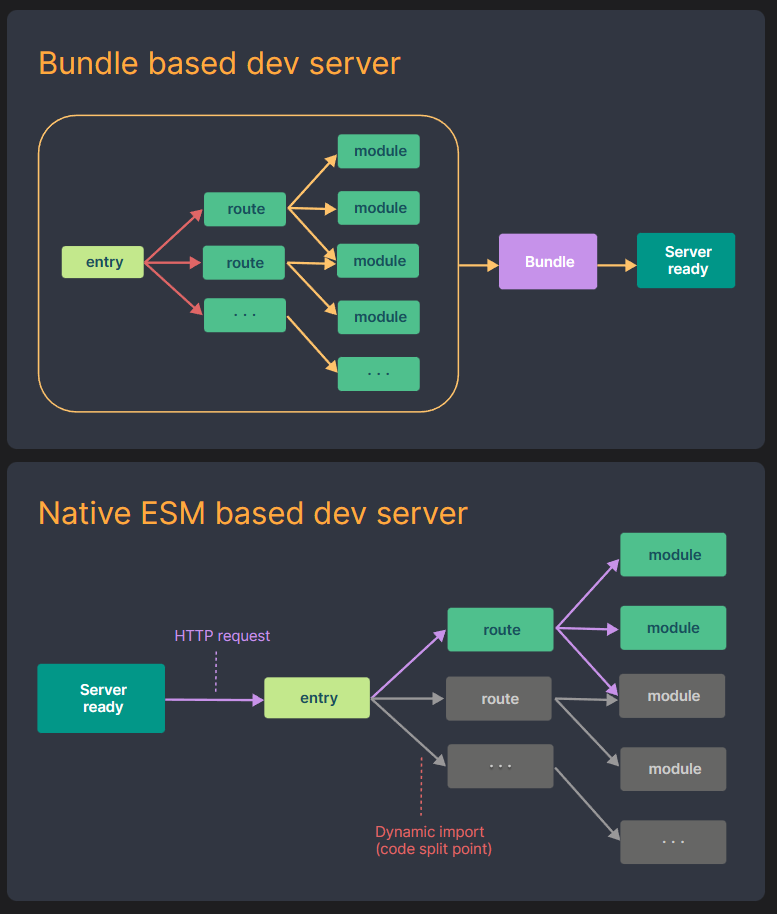 Bundle based dev server
entry
route
route
· · ·
module
module
module
module
· · ·
Bundle
Server
ready
Native ESM based dev server
Server
ready
HTTP request
entry
route
route
· · ·
Dynamic import
(code split point)
module
module
module
module
· · ·